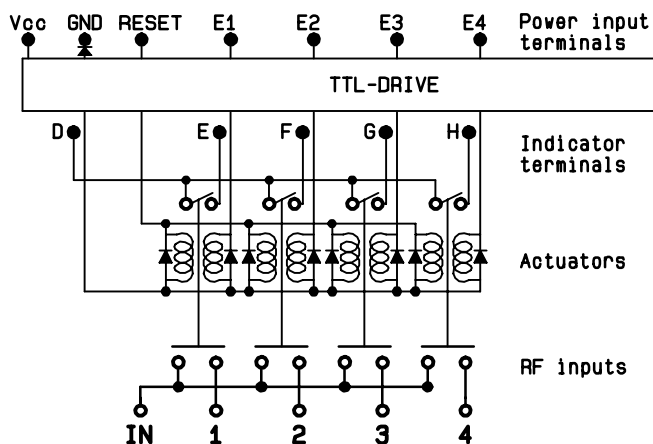 Vcc GND RESET E1 E2 E3 E4 Power input
terminals
TTL-DRIVE
D E F G H Indicator
terminals
Actuators
RF inputs
IN 1 2 3 4